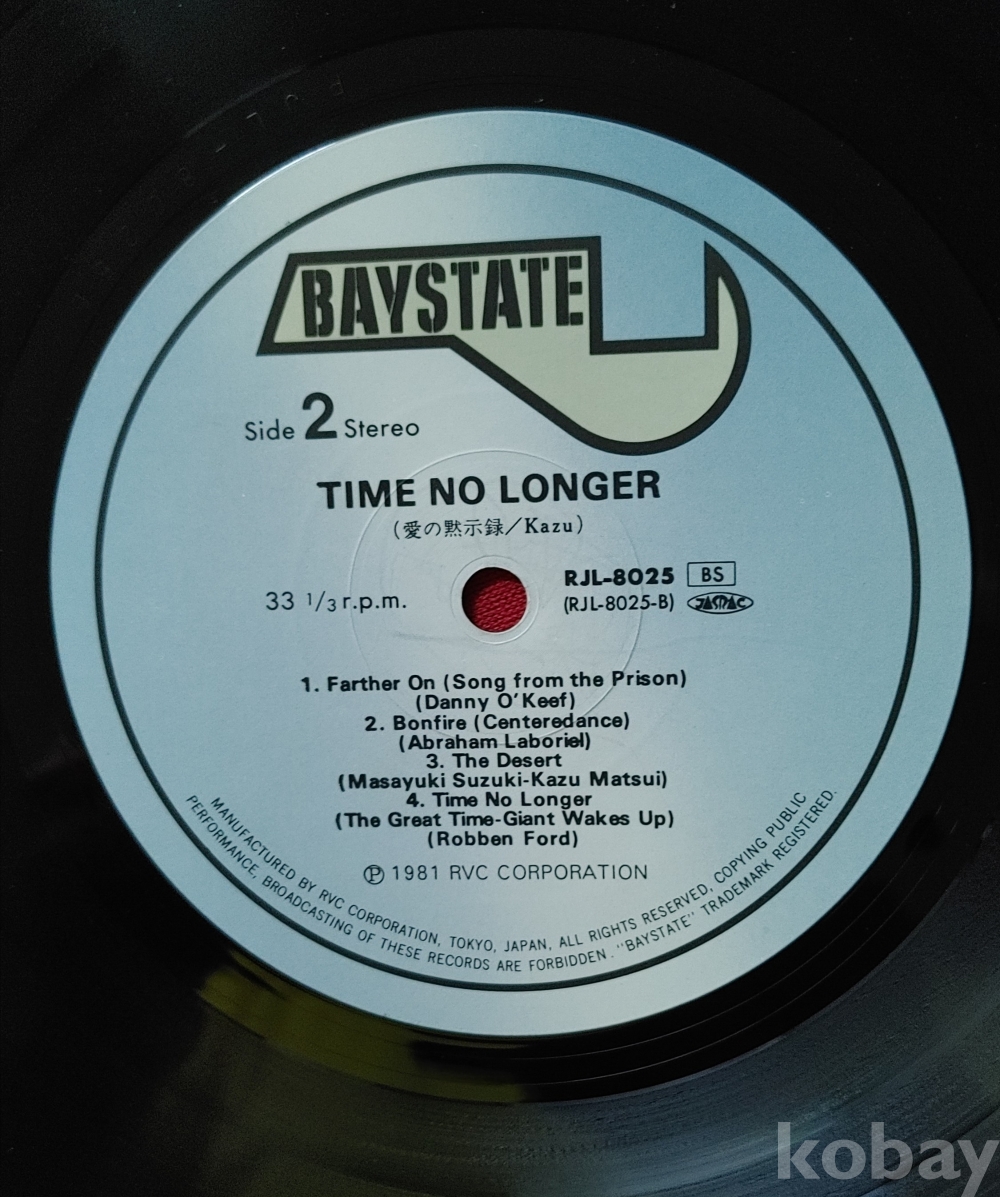 BAYSTATE
Side 2 Stereo
TIME NO LONGER
(愛の黙示録/Kazu)
33 1/3 r.p.m.
RJL-8025 BS
(RJL-8025-B) JASRAC
1. Farther On (Song from the Prison)
(Danny O'Keef)
2. Bonfire (Centeredance)
(Abraham Laboriel)
3. The Desert
(Masayuki Suzuki-Kazu Matsui)
4. Time No Longer
(The Great Time-Giant Wakes Up)
(Robben Ford)
Ⓟ 1981 RVC CORPORATION
MANUFACTURED BY RVC CORPORATION, TOKYO, JAPAN, ALL RIGHTS RESERVED, COPYING PUBLIC
PERFORMANCE, BROADCASTING OF THESE RECORDS ARE FORBIDDEN. "BAYSTATE" TRADEMARK REGISTERED.
kobay